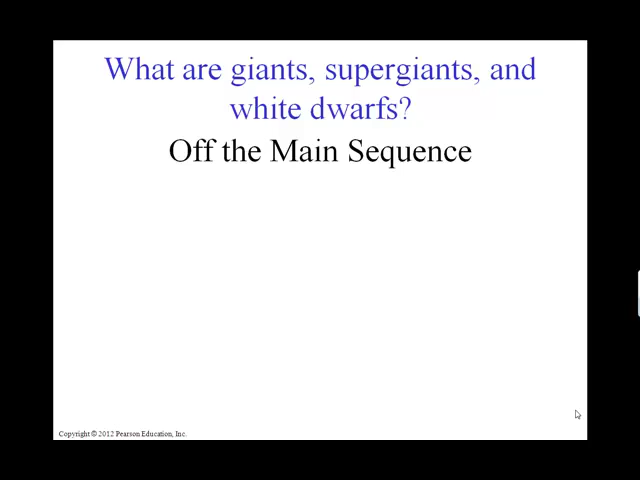 What are giants, supergiants, and
white dwarfs?
Off the Main Sequence
Copyright © 2012 Pearson Education, Inc.